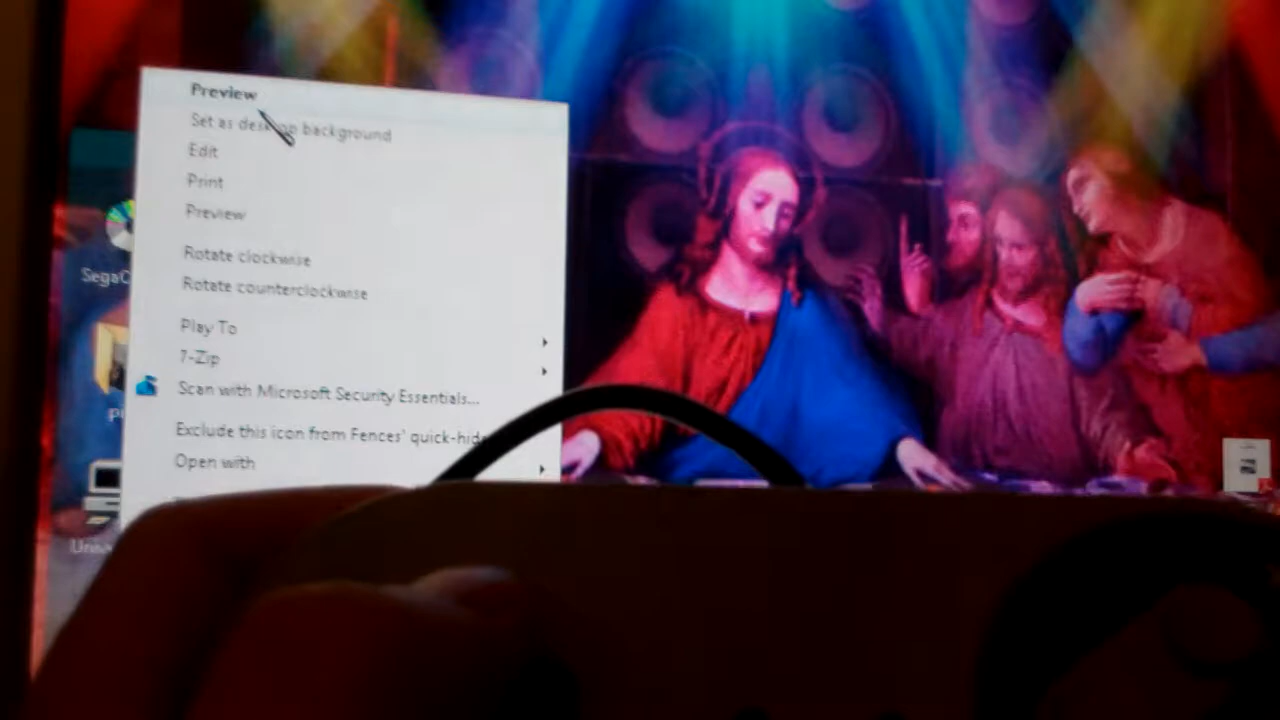 Preview
Set as desktop background
Edit
Print
Preview
Rotate clockwise
Rotate counterclockwise
Play To
7-Zip
Scan with Microsoft Security Essentials...
Exclude this icon from Fences' quick-hide
Open with